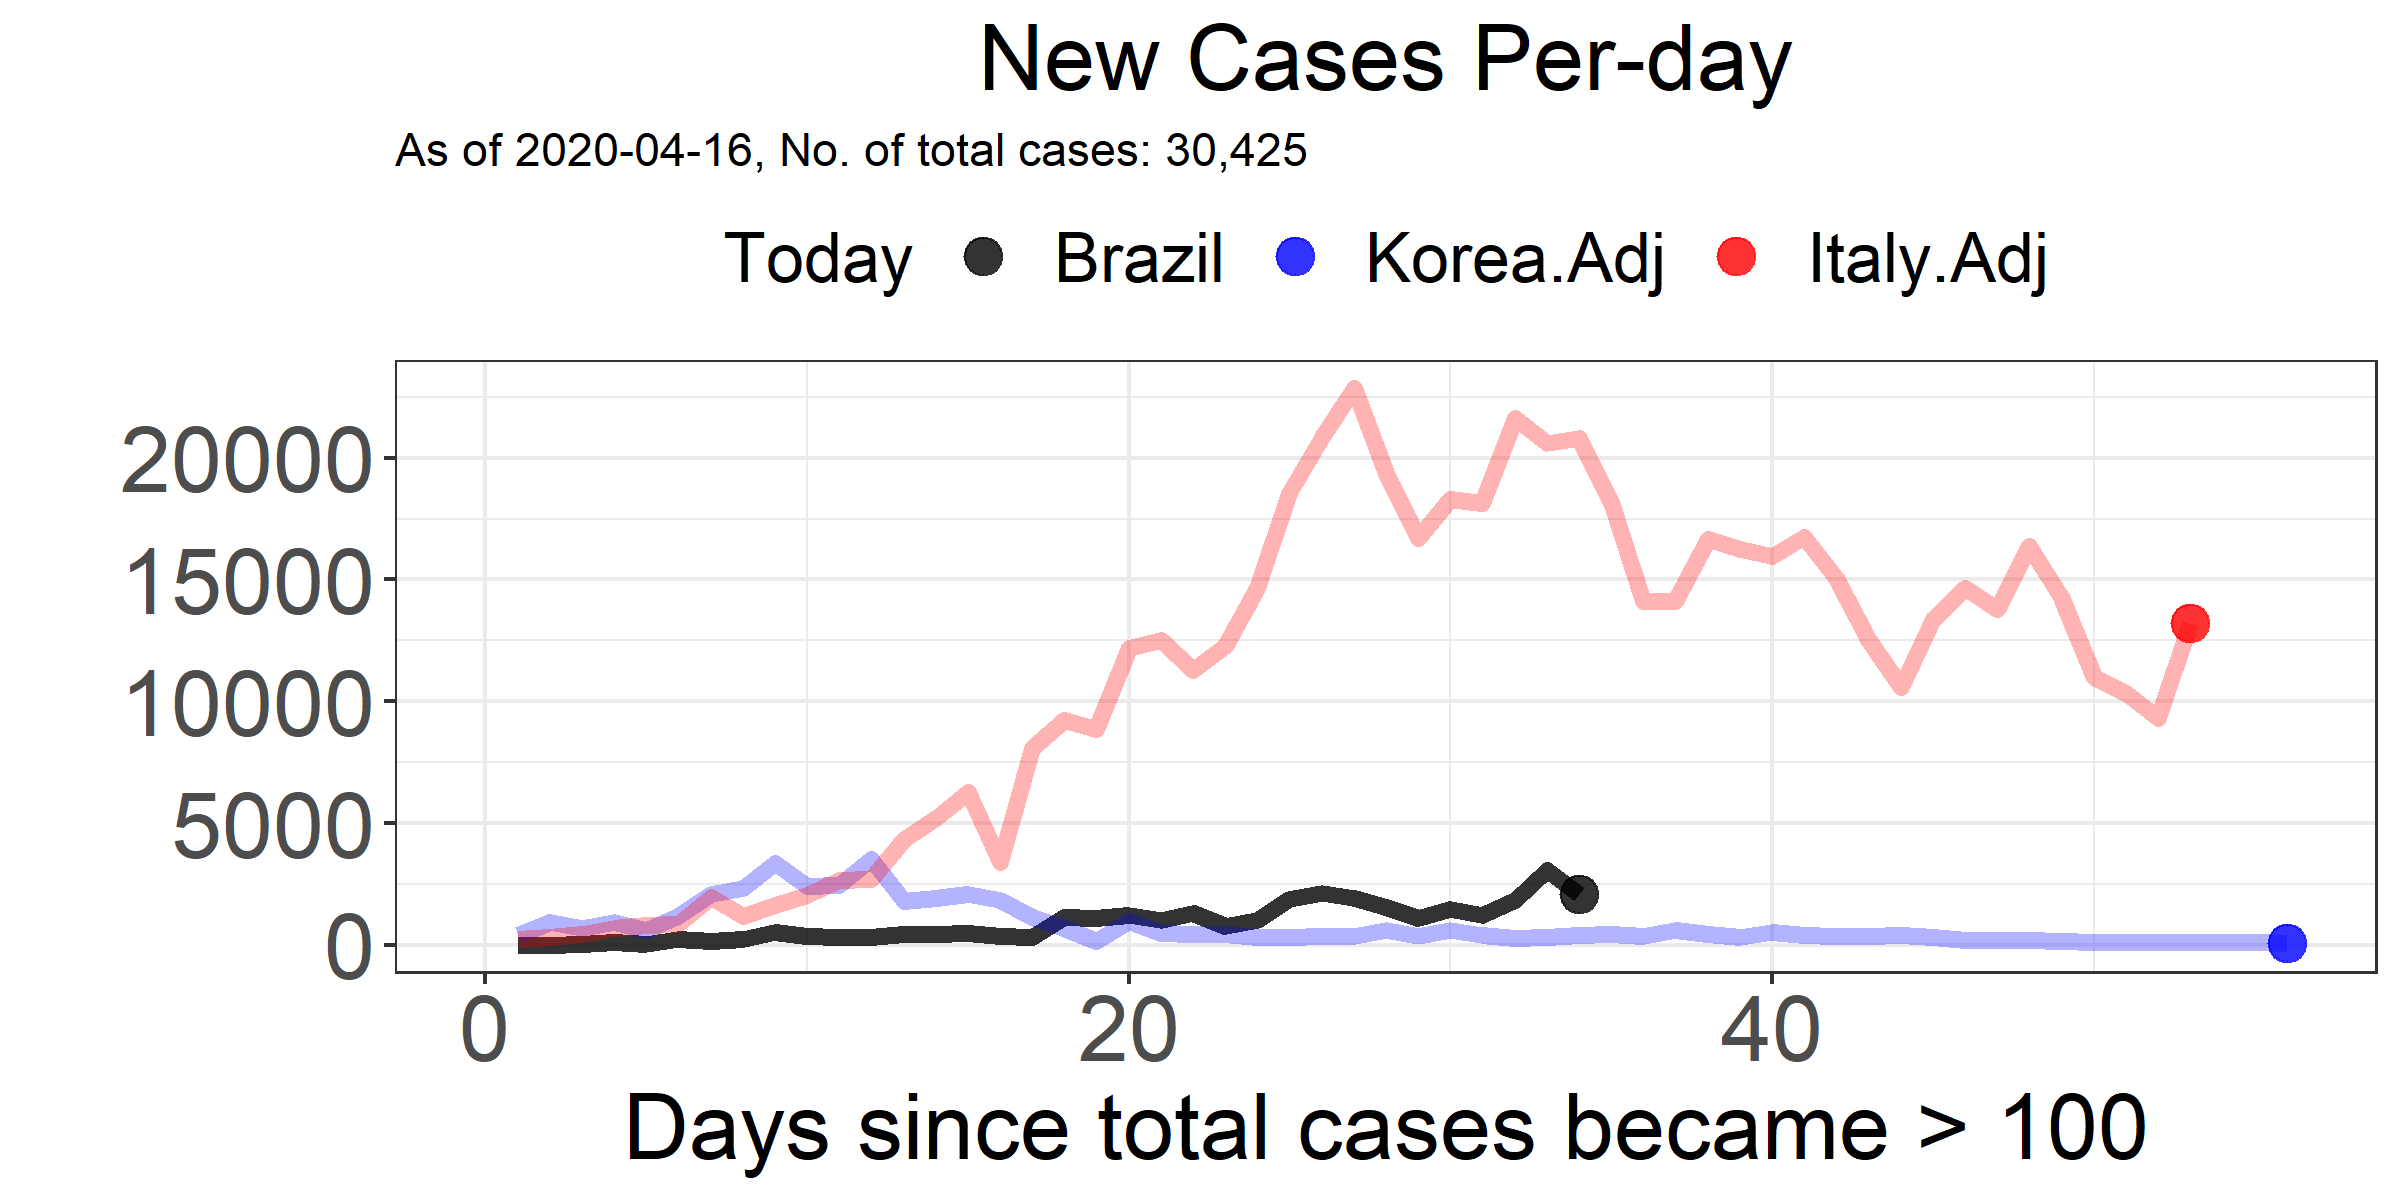 New Cases Per-day
As of 2020-04-16, No. of total cases: 30,425
Today Brazil Korea.Adj Italy.Adj
20000
15000
10000
5000
0
0 20 40
Days since total cases became > 100